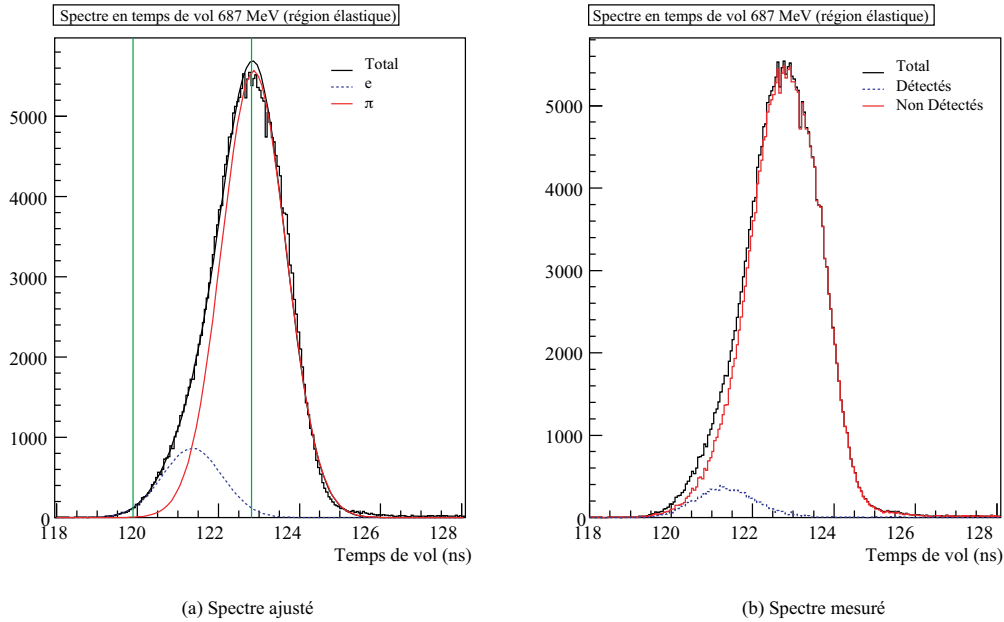 Spectre en temps de vol 687 MeV (région élastique)
Total
e
π
5000
4000
3000
2000
1000
0
118 120 122 124 126 128
Temps de vol (ns)
(a) Spectre ajusté
Spectre en temps de vol 687 MeV (région élastique)
Total
Détectés
Non Détectés
5000
4000
3000
2000
1000
0
118 120 122 124 126 128
Temps de vol (ns)
(b) Spectre mesuré